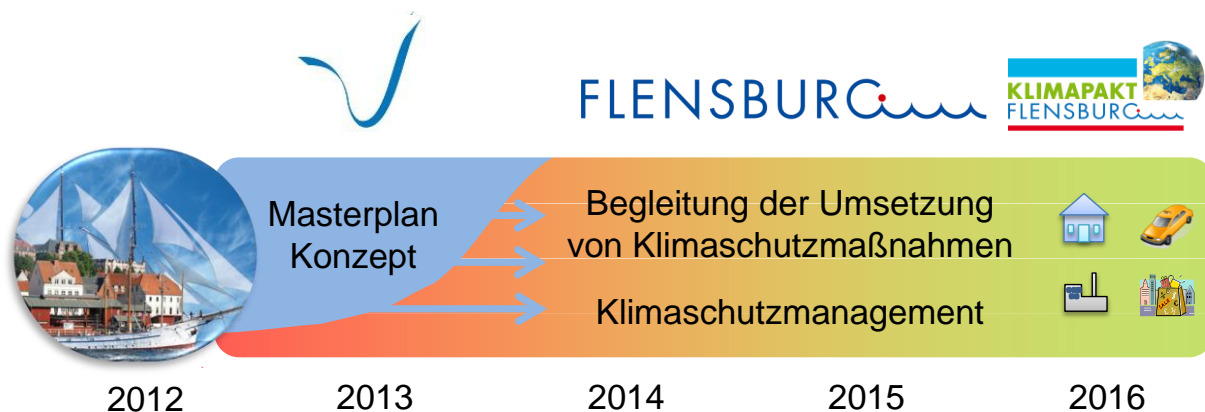 FLENSBURG
KLIMAPAKT
FLENSBURG
Masterplan
Konzept
Begleitung der Umsetzung
von Klimaschutzmaßnahmen
Klimaschutzmanagement
2012 2013 2014 2015 2016